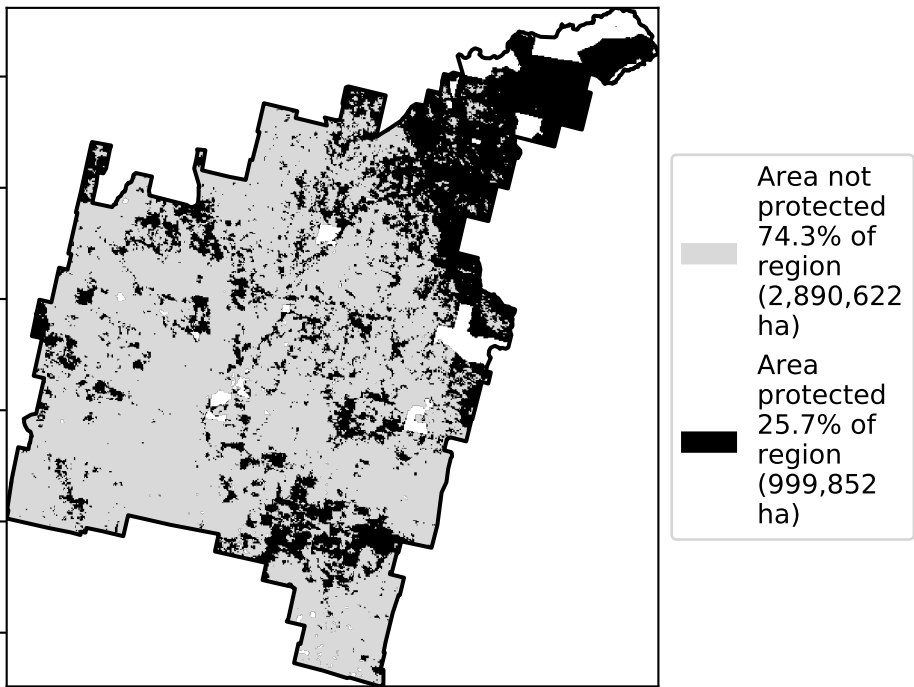 Area not
protected
74.3% of
region
(2,890,622
ha)
Area
protected
25.7% of
region
(999,852
ha)